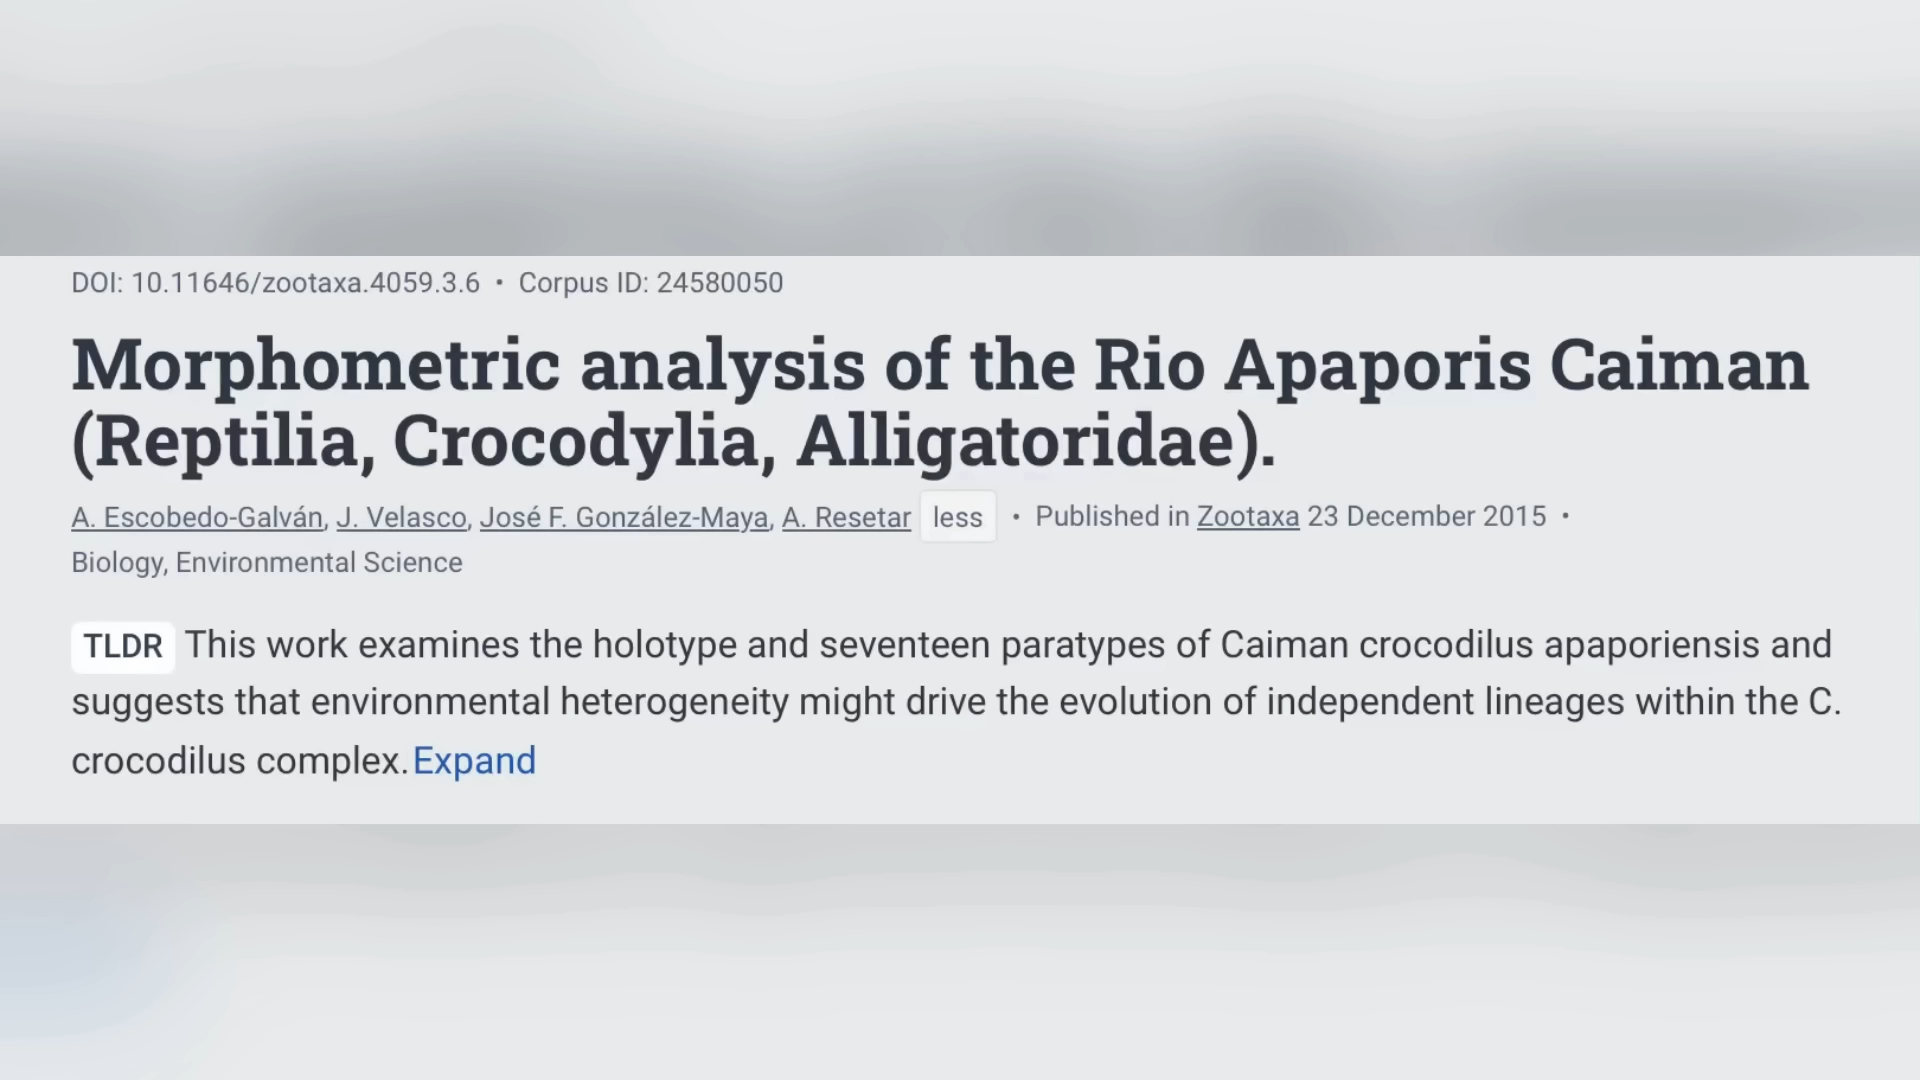 DOI: 10.11646/zootaxa.4059.3.6 • Corpus ID: 24580050
Morphometric analysis of the Rio Apaporis Caiman
(Reptilia, Crocodylia, Alligatoridae).
A. Escobedo-Galván, J. Velasco, José F. González-Maya, A. Resetar less • Published in Zootaxa 23 December 2015 •
Biology, Environmental Science
TLDR This work examines the holotype and seventeen paratypes of Caiman crocodilus apaporiensis and
suggests that environmental heterogeneity might drive the evolution of independent lineages within the C.
crocodilus complex. Expand